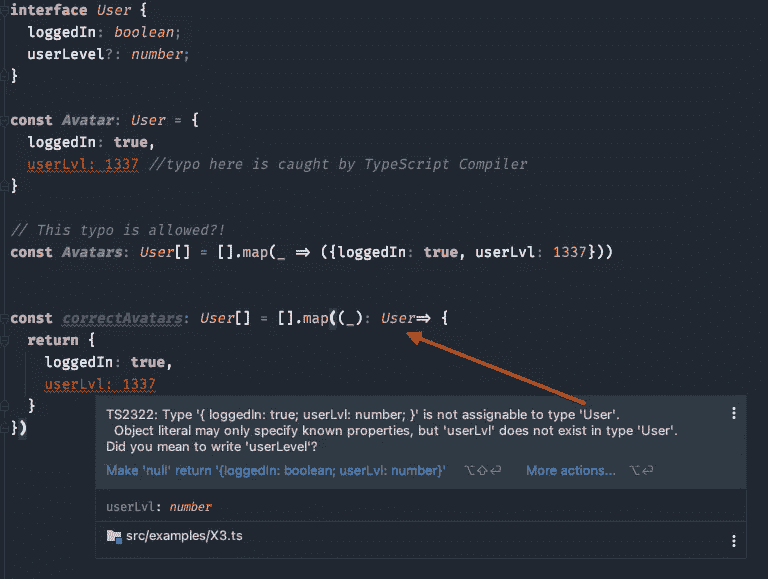 interface User {
loggedIn: boolean;
userLevel?: number;
}
const Avatar: User = {
loggedIn: true,
userLvl: 1337 //typo here is caught by TypeScript Compiler
}
// This typo is allowed?!
const Avatars: User[] = [].map(_ => ({loggedIn: true, userLvl: 1337}))
const correctAvatars: User[] = [].map((_): User=> {
return {
loggedIn: true,
userLvl: 1337
}
})
TS2322: Type '{ loggedIn: true; userLvl: number; }' is not assignable to type 'User'.
Object literal may only specify known properties, but 'userLvl' does not exist in type 'User'.
Did you mean to write 'userLevel'?
Make 'null' return '{loggedIn: boolean; userLvl: number}' ⌥⇧⏎ More actions... ⌥⏎
userLvl: number
src/examples/X3.ts